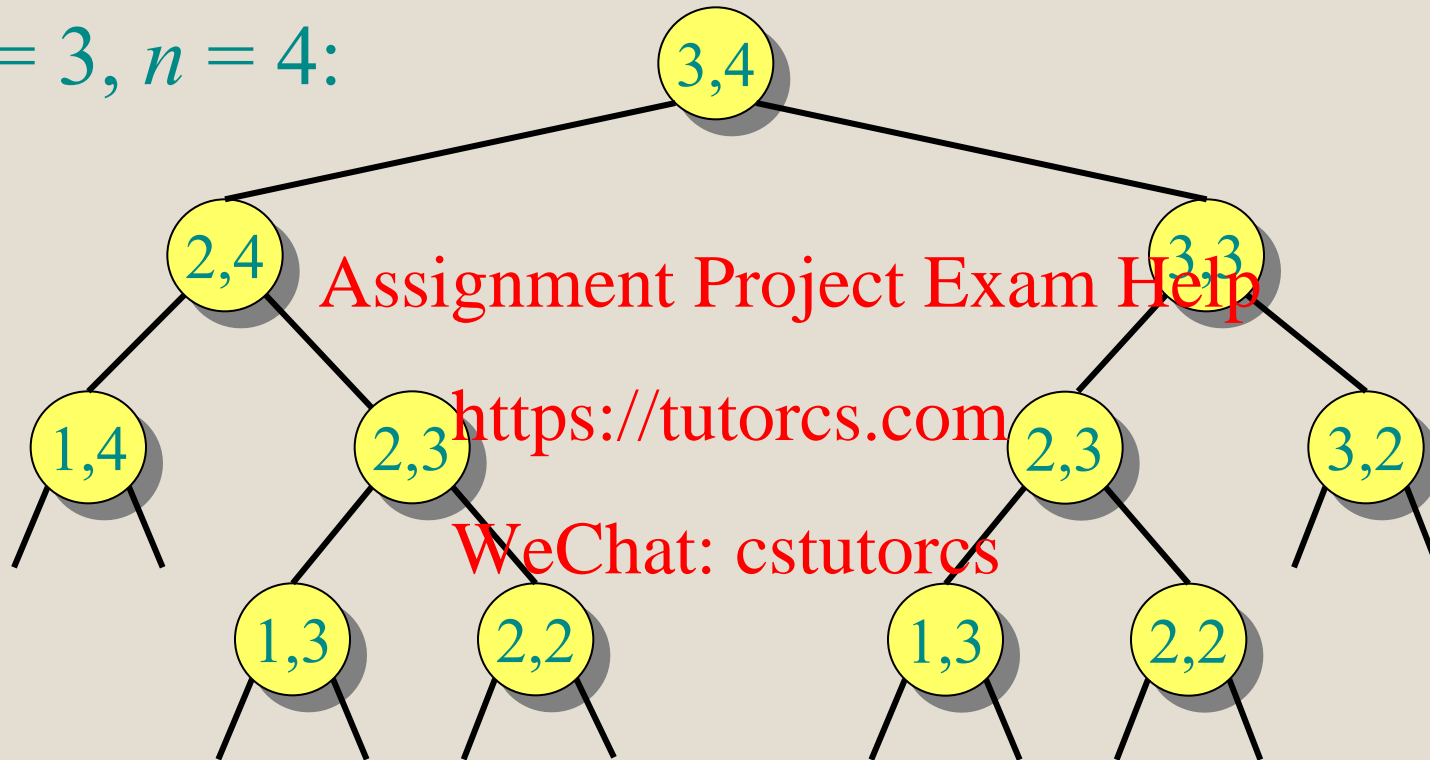 = 3, n = 4:
3,4
2,4
3,3
Assignment Project Exam Help
1,4
2,3
https://tutorcs.com
2,3
3,2
WeChat: cstutorcs
1,3
2,2
1,3
2,2